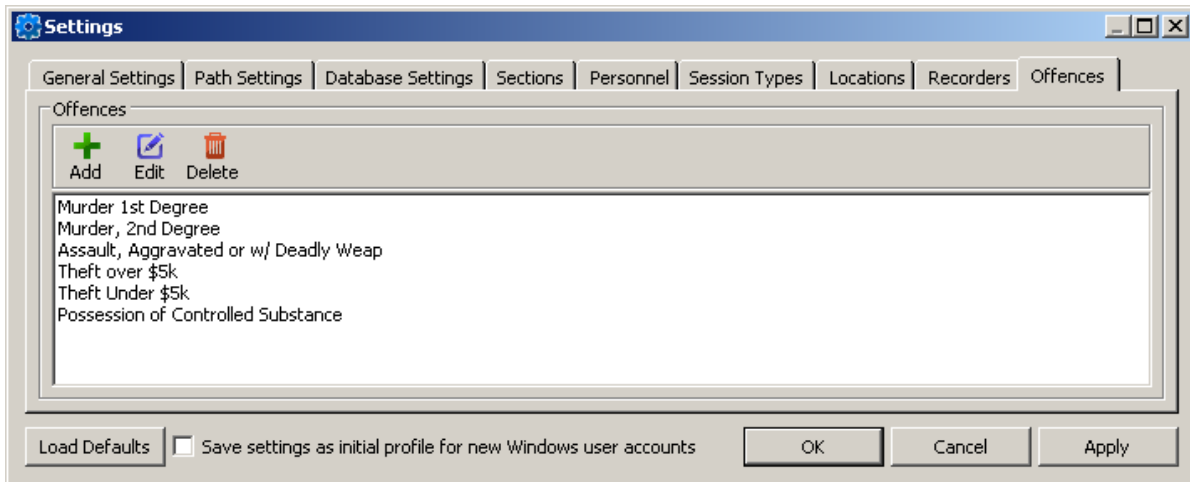 Settings
General Settings Path Settings Database Settings Sections Personnel Session Types Locations Recorders Offences
Offences
Add Edit Delete
Murder 1st Degree
Murder, 2nd Degree
Assault, Aggravated or w/ Deadly Weap
Theft over $5k
Theft Under $5k
Possession of Controlled Substance
Load Defaults Save settings as initial profile for new Windows user accounts OK Cancel Apply